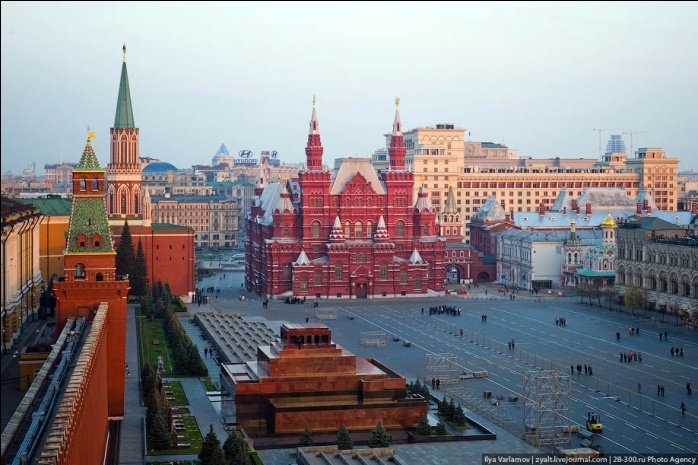 HYUNDAI
Ilya Varlamov | zyalt.livejournal.com | 28-300.ru Photo Agency